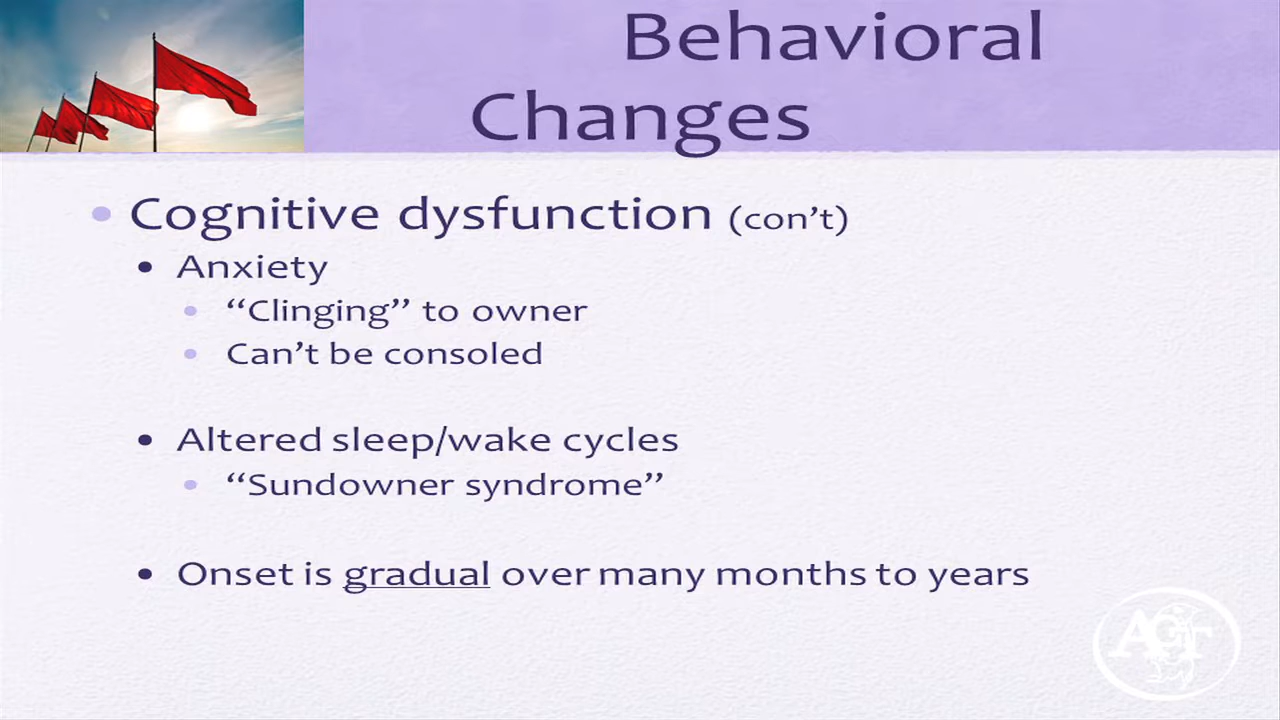 Behavioral
Changes
• Cognitive dysfunction (con’t)
• Anxiety
• “Clinging” to owner
• Can’t be consoled
• Altered sleep/wake cycles
• “Sundowner syndrome”
• Onset is gradual over many months to years
ACT